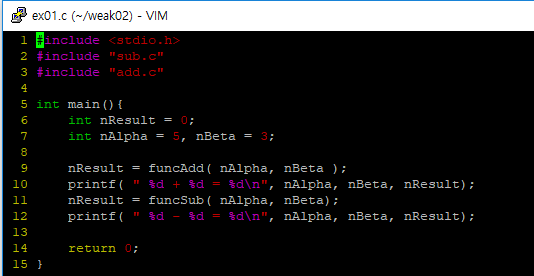 ex01.c (~/weak02) - VIM
1 #include <stdio.h>
2 #include "sub.c"
3 #include "add.c"
4
5 int main(){
6     int nResult = 0;
7     int nAlpha = 5, nBeta = 3;
8
9     nResult = funcAdd( nAlpha, nBeta );
10     printf( " %d + %d = %d\n", nAlpha, nBeta, nResult);
11     nResult = funcSub( nAlpha, nBeta);
12     printf( " %d - %d = %d\n", nAlpha, nBeta, nResult);
13
14     return 0;
15 }